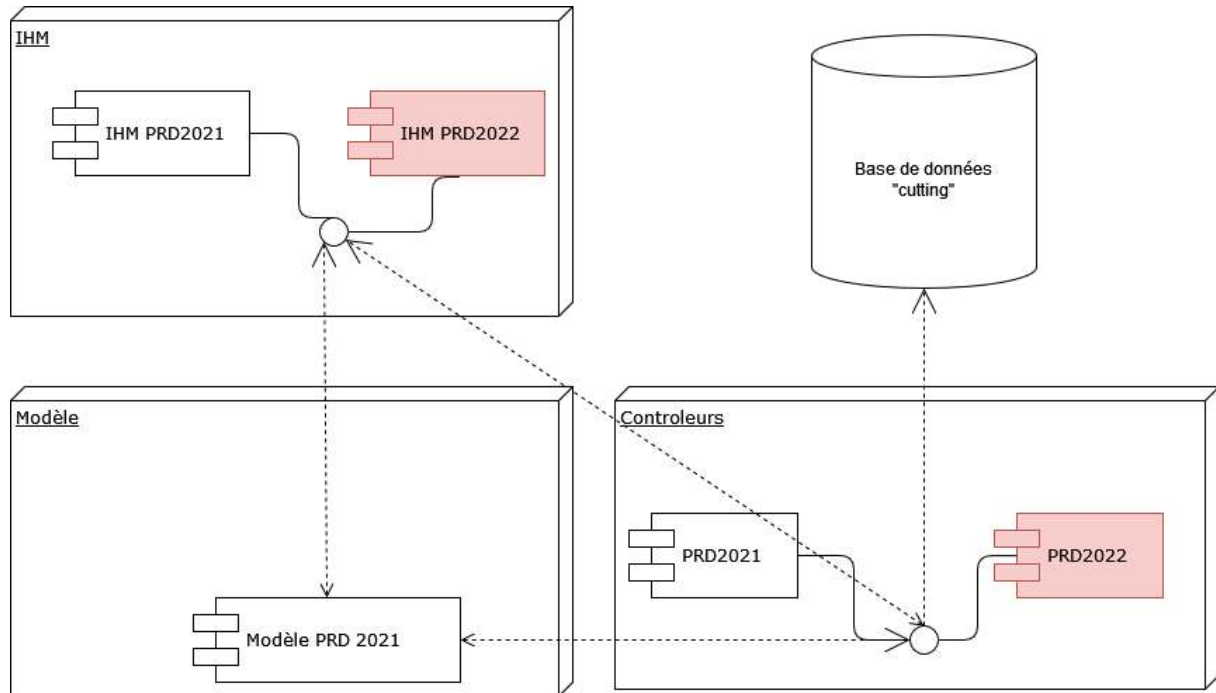 IHM
IHM PRD2021
IHM PRD2022
Base de données
"cutting"
Modèle
Controleurs
PRD2021
PRD2022
Modèle PRD 2021